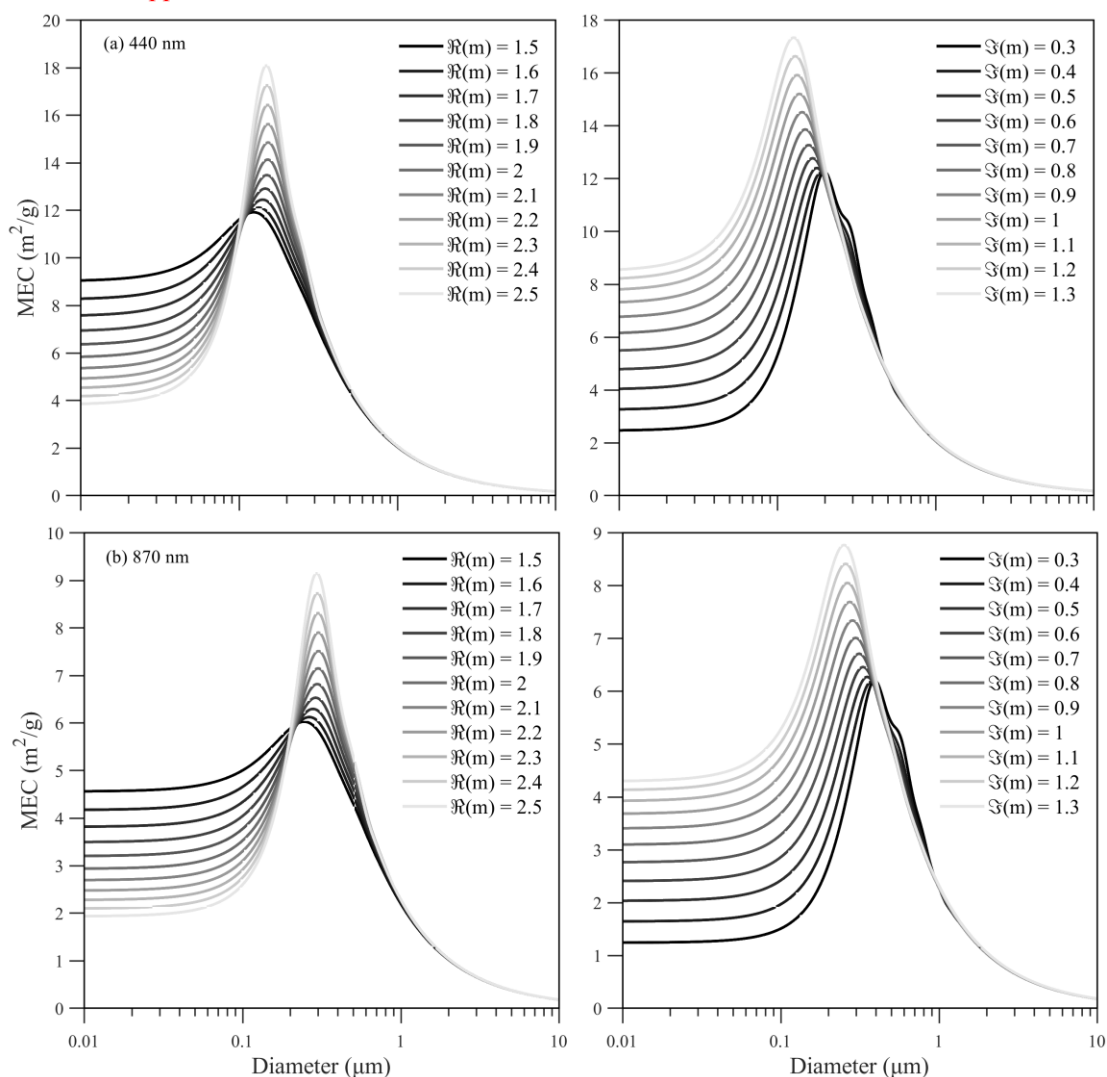 20
18
16
14
12
10
8
6
4
2
0
MEC (m²/g)
(a) 440 nm
ℜ(m) = 1.5
ℜ(m) = 1.6
ℜ(m) = 1.7
ℜ(m) = 1.8
ℜ(m) = 1.9
ℜ(m) = 2
ℜ(m) = 2.1
ℜ(m) = 2.2
ℜ(m) = 2.3
ℜ(m) = 2.4
ℜ(m) = 2.5
18
16
14
12
10
8
6
4
2
0
ℑ(m) = 0.3
ℑ(m) = 0.4
ℑ(m) = 0.5
ℑ(m) = 0.6
ℑ(m) = 0.7
ℑ(m) = 0.8
ℑ(m) = 0.9
ℑ(m) = 1
ℑ(m) = 1.1
ℑ(m) = 1.2
ℑ(m) = 1.3
10
9
8
7
6
5
4
3
2
1
0
MEC (m²/g)
(b) 870 nm
ℜ(m) = 1.5
ℜ(m) = 1.6
ℜ(m) = 1.7
ℜ(m) = 1.8
ℜ(m) = 1.9
ℜ(m) = 2
ℜ(m) = 2.1
ℜ(m) = 2.2
ℜ(m) = 2.3
ℜ(m) = 2.4
ℜ(m) = 2.5
0.01 0.1 1 10
Diameter (μm)
9
8
7
6
5
4
3
2
1
0
ℑ(m) = 0.3
ℑ(m) = 0.4
ℑ(m) = 0.5
ℑ(m) = 0.6
ℑ(m) = 0.7
ℑ(m) = 0.8
ℑ(m) = 0.9
ℑ(m) = 1
ℑ(m) = 1.1
ℑ(m) = 1.2
ℑ(m) = 1.3
0.01 0.1 1 10
Diameter (μm)